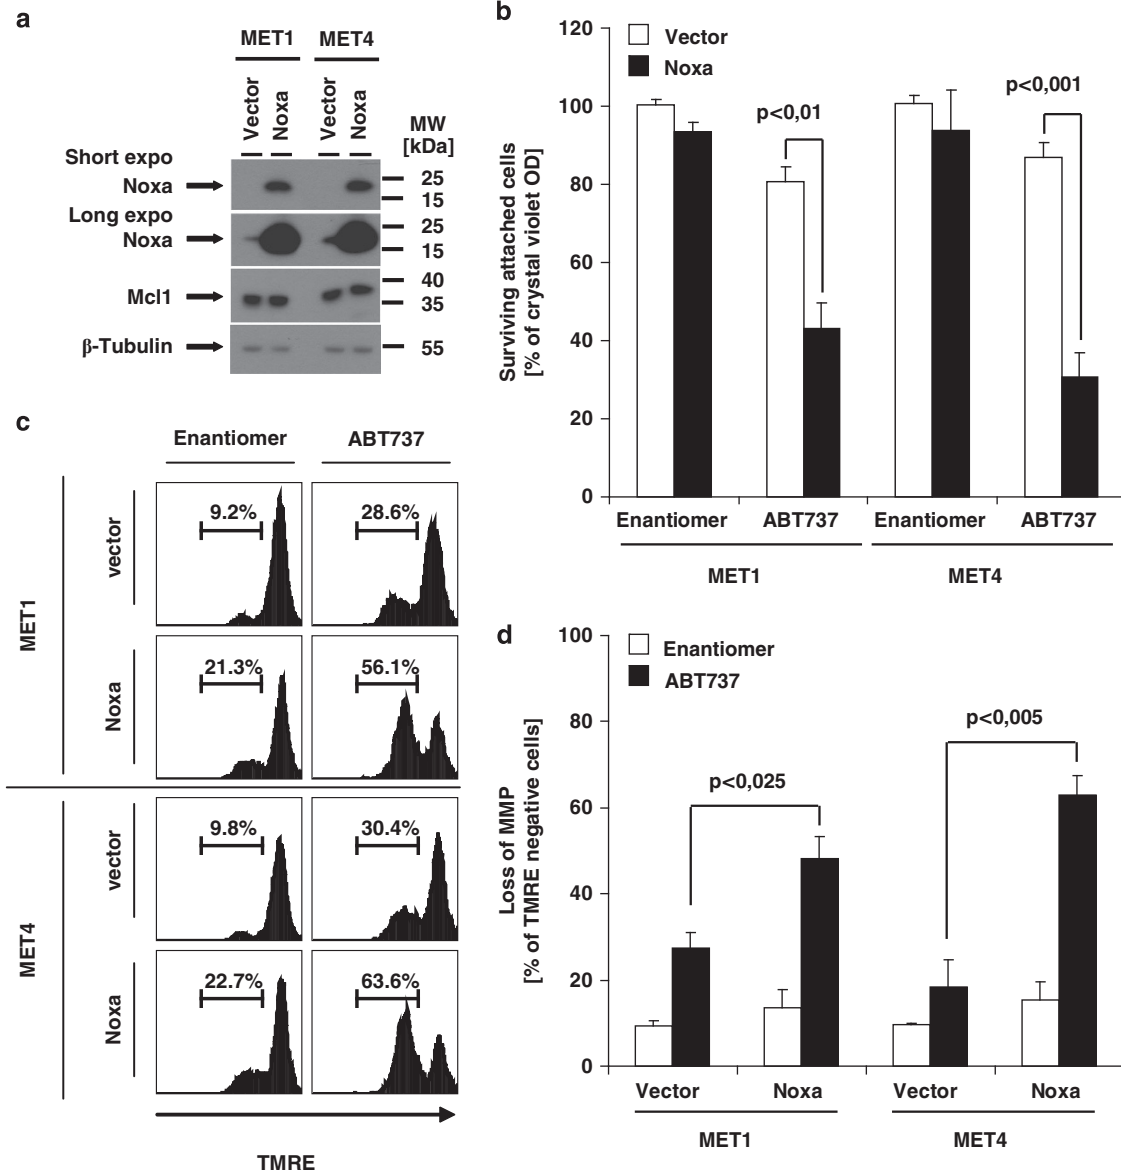 a
MET1 MET4
Vector Noxa Vector Noxa
MW
[kDa]
Short expo
Noxa
25
15
Long expo
Noxa
25
15
Mcl1
40
35
β-Tubulin
55
b
Vector
Noxa
p<0,01
p<0,001
120
100
80
60
40
20
0
Surviving attached cells
[% of crystal violet OD]
Enantiomer ABT737 Enantiomer ABT737
MET1 MET4
c
Enantiomer ABT737
MET1
vector
9.2% 28.6%
Noxa
21.3% 56.1%
MET4
vector
9.8% 30.4%
Noxa
22.7% 63.6%
TMRE
d
Enantiomer
ABT737
p<0,025
p<0,005
100
80
60
40
20
0
Loss of MMP
[% of TMRE negative cells]
Vector Noxa Vector Noxa
MET1 MET4